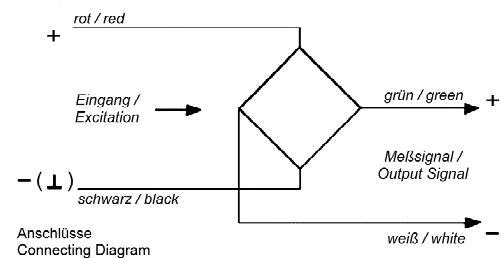 rot / red
+
Eingang /
Excitation
grün / green
+
Meßsignal /
Output Signal
− (⊥)
schwarz / black
weiß / white
−
Anschlüsse
Connecting Diagram